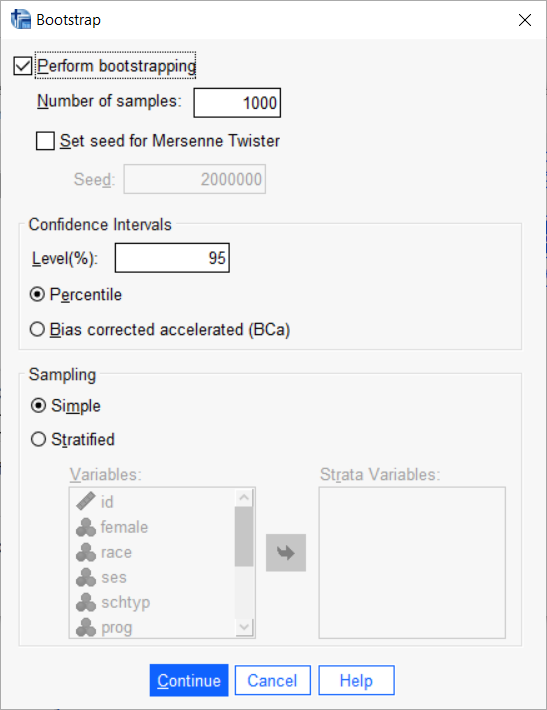 Bootstrap
Perform bootstrapping
Number of samples: 1000
Set seed for Mersenne Twister
Seed: 2000000
Confidence Intervals
Level(%): 95
Percentile
Bias corrected accelerated (BCa)
Sampling
Simple
Stratified
Variables: Strata Variables:
id
female
race
ses
schtyp
prog
Continue Cancel Help